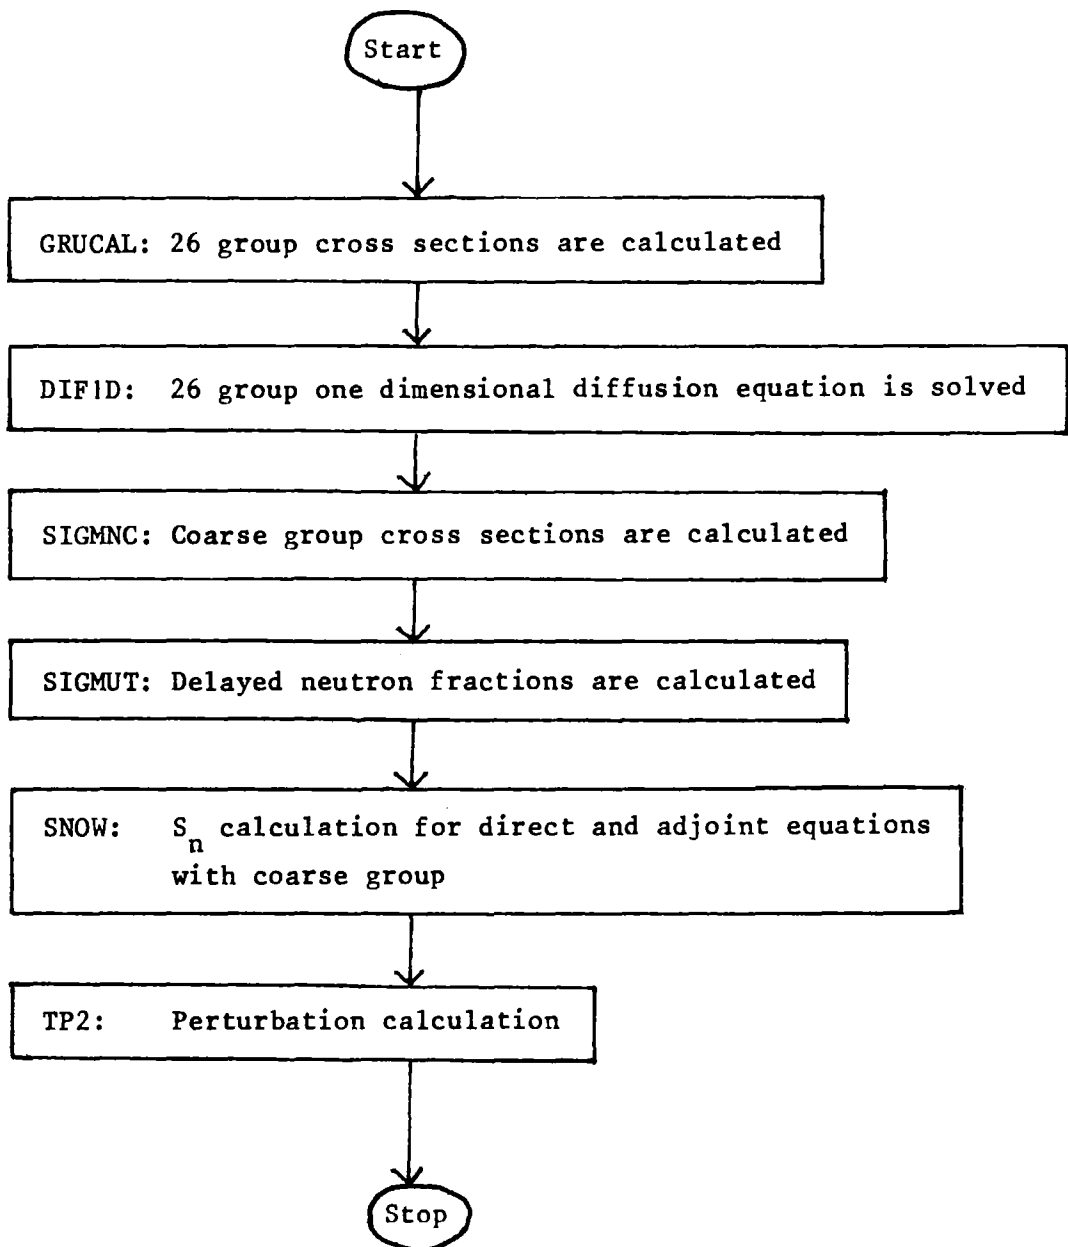 Start
GRUCAL: 26 group cross sections are calculated
DIF1D: 26 group one dimensional diffusion equation is solved
SIGMNC: Coarse group cross sections are calculated
SIGMUT: Delayed neutron fractions are calculated
SNOW: Sn calculation for direct and adjoint equations
with coarse group
TP2: Perturbation calculation
Stop